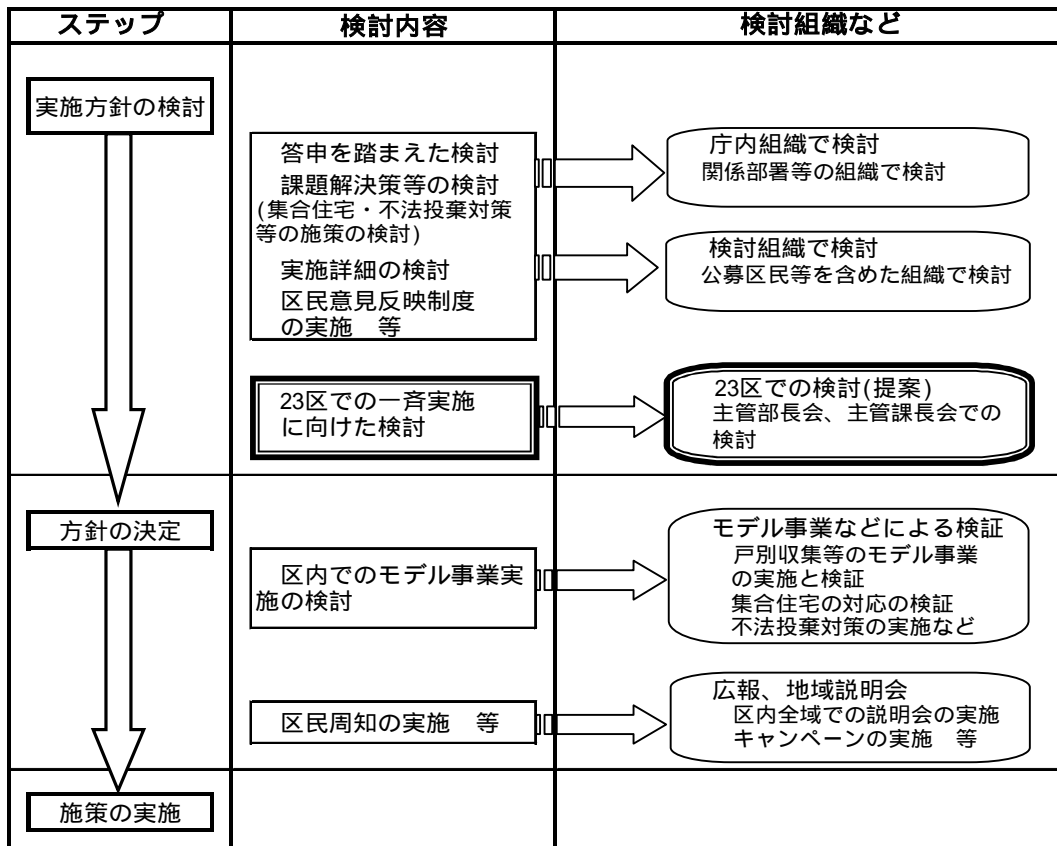 ステップ
検討内容
検討組織など
実施方針の検討
答申を踏まえた検討
課題解決策等の検討
(集合住宅・不法投棄対策
等の施策の検討)
実施詳細の検討
区民意見反映制度
の実施　等
庁内組織で検討
関係部署等の組織で検討
検討組織で検討
公募区民等を含めた組織で検討
23区での一斉実施
に向けた検討
23区での検討(提案)
主管部長会、主管課長会での
検討
方針の決定
区内でのモデル事業実
施の検討
モデル事業などによる検証
戸別収集等のモデル事業
の実施と検証
集合住宅の対応の検証
不法投棄対策の実施など
区民周知の実施　等
広報、地域説明会
区内全域での説明会の実施
キャンペーンの実施　等
施策の実施